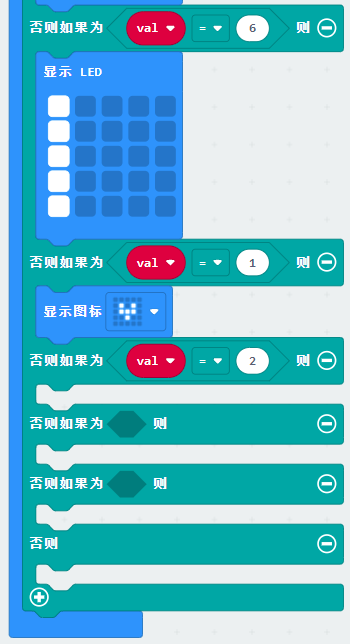 否则如果为 val = 6 则
显示 LED
否则如果为 val = 1 则
显示图标
否则如果为 val = 2 则
否则如果为 则
否则如果为 则
否则